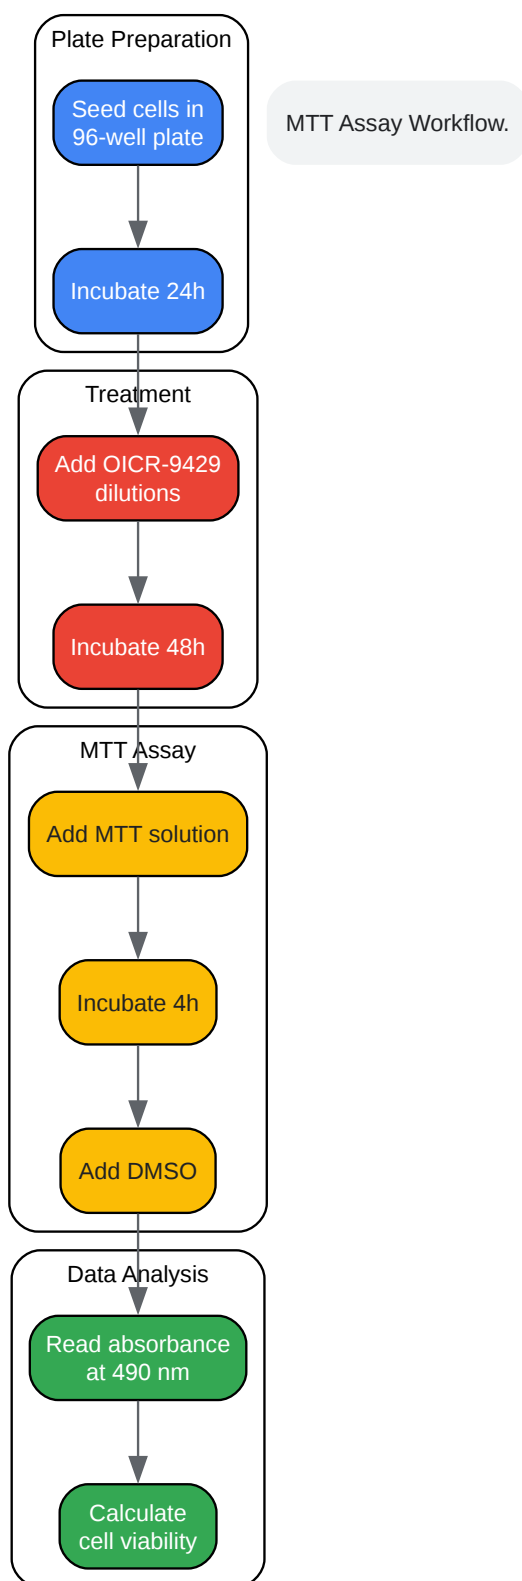 Plate Preparation
Seed cells in
96-well plate
MTT Assay Workflow.
Incubate 24h
Treatment
Add OICR-9429
dilutions
Incubate 48h
MTT Assay
Add MTT solution
Incubate 4h
Add DMSO
Data Analysis
Read absorbance
at 490 nm
Calculate
cell viability